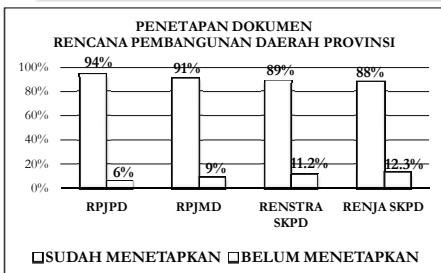 PENETAPAN DOKUMEN
RENCANA PEMBANGUNAN DAERAH PROVINSI
94% 91% 89% 88%
100%
80%
60%
40%
20%
0%
6% 9% 11.2% 12.3%
RPJPD RPJMD RENSTRA SKPD RENJA SKPD
SUDAH MENETAPKAN BELUM MENETAPKAN